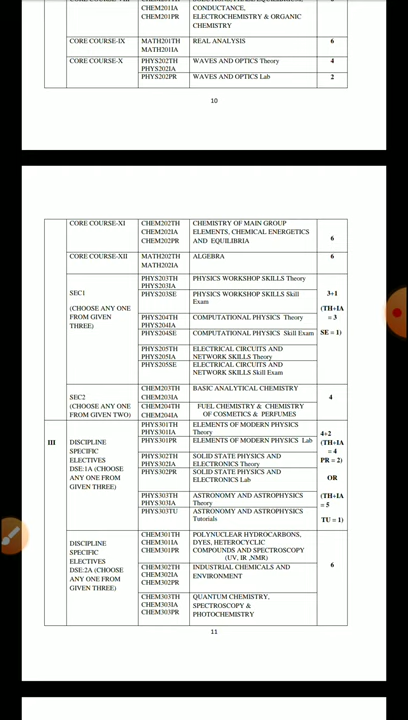 CHEM201IA CONDUCTANCE,
CHEM201PR ELECTROCHEMISTRY & ORGANIC
CHEMISTRY
CORE COURSE-IX MATH201TH REAL ANALYSIS 6
MATH201IA
CORE COURSE-X PHYS202TH WAVES AND OPTICS Theory 4
PHYS202IA
PHYS202PR WAVES AND OPTICS Lab 2
10
CORE COURSE-XI CHEM202TH CHEMISTRY OF MAIN GROUP
CHEM202IA ELEMENTS, CHEMICAL ENERGETICS
CHEM202PR AND EQUILIBRIA 6
CORE COURSE-XII MATH202TH ALGEBRA 6
MATH202IA
SEC1
(CHOOSE ANY ONE
FROM GIVEN
THREE)
PHYS203TH PHYSICS WORKSHOP SKILLS Theory
PHYS203IA
PHYS203SE PHYSICS WORKSHOP SKILLS Skill
Exam
PHYS204TH COMPUTATIONAL PHYSICS Theory
PHYS204IA
PHYS204SE COMPUTATIONAL PHYSICS Skill Exam
PHYS205TH ELECTRICAL CIRCUITS AND
PHYS205IA NETWORK SKILLS Theory
PHYS205SE ELECTRICAL CIRCUITS AND
NETWORK SKILLS Skill Exam
3+1
(TH+IA
= 3
SE = 1)
SEC2
(CHOOSE ANY ONE
FROM GIVEN TWO)
CHEM203TH BASIC ANALYTICAL CHEMISTRY
CHEM203IA
CHEM204TH FUEL CHEMISTRY & CHEMISTRY
CHEM204IA OF COSMETICS & PERFUMES
4
III
DISCIPLINE
SPECIFIC
ELECTIVES
DSE:1A (CHOOSE
ANY ONE FROM
GIVEN THREE)
PHYS301TH ELEMENTS OF MODERN PHYSICS
PHYS301IA Theory
PHYS301PR ELEMENTS OF MODERN PHYSICS Lab
PHYS302TH SOLID STATE PHYSICS AND
PHYS302IA ELECTRONICS Theory
PHYS302PR SOLID STATE PHYSICS AND
ELECTRONICS Lab
PHYS303TH ASTRONOMY AND ASTROPHYSICS
PHYS303IA Theory
PHYS303TU ASTRONOMY AND ASTROPHYSICS
Tutorials
4+2
(TH+IA
= 4
PR = 2)
OR
(TH+IA
= 5
TU = 1)
DISCIPLINE
SPECIFIC
ELECTIVES
DSE:2A (CHOOSE
ANY ONE FROM
GIVEN THREE)
CHEM301TH POLYNUCLEAR HYDROCARBONS,
CHEM301IA DYES, HETEROCYCLIC
CHEM301PR COMPOUNDS AND SPECTROSCOPY
(UV, IR ,NMR)
CHEM302TH INDUSTRIAL CHEMICALS AND
CHEM302IA ENVIRONMENT
CHEM302PR
CHEM303TH QUANTUM CHEMISTRY,
CHEM303IA SPECTROSCOPY &
CHEM303PR PHOTOCHEMISTRY
6
11